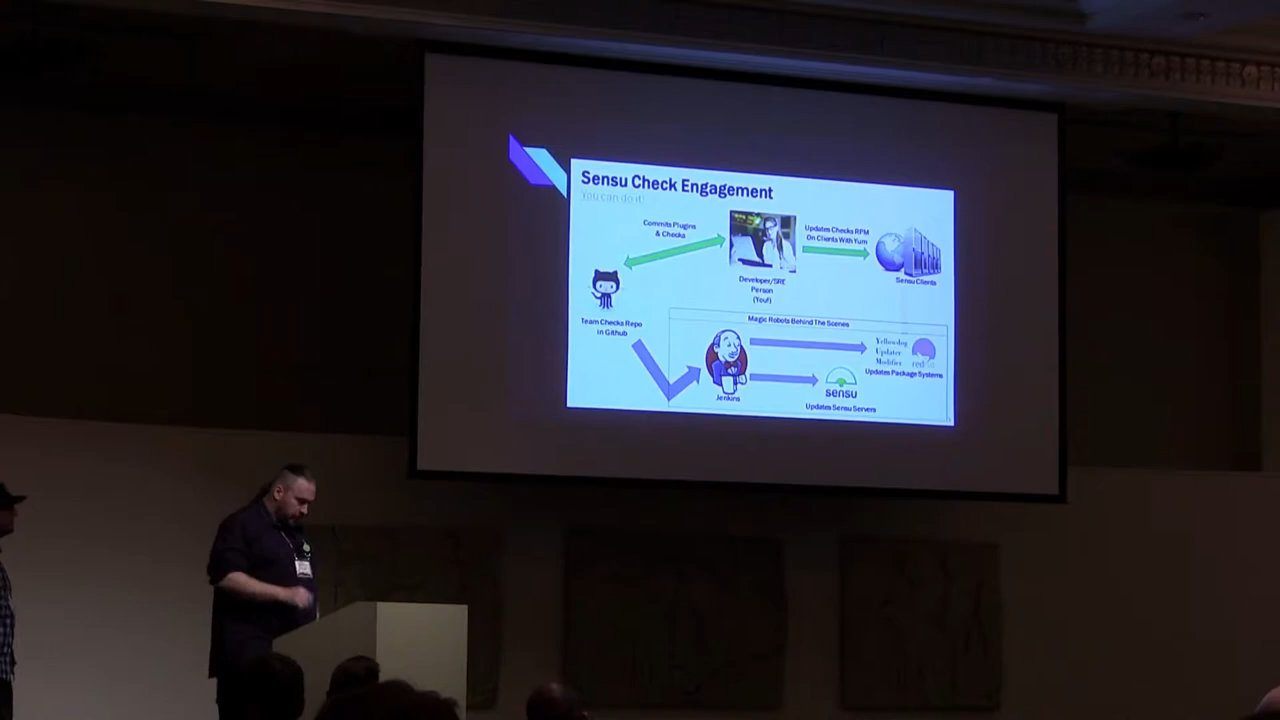 Sensu Check Engagement
You can do it!
Commits Plugins
& Checks
Updates Checks RPM
On Clients With Yum
Developer/SRE
Person
(You!)
Sensu Clients
Team Checks Repo
in Github
Magic Robots Behind The Scenes
Yellowdog
Updater
Modifier
red
Updates Package Systems
Jenkins
sensu
Updates Sensu Servers